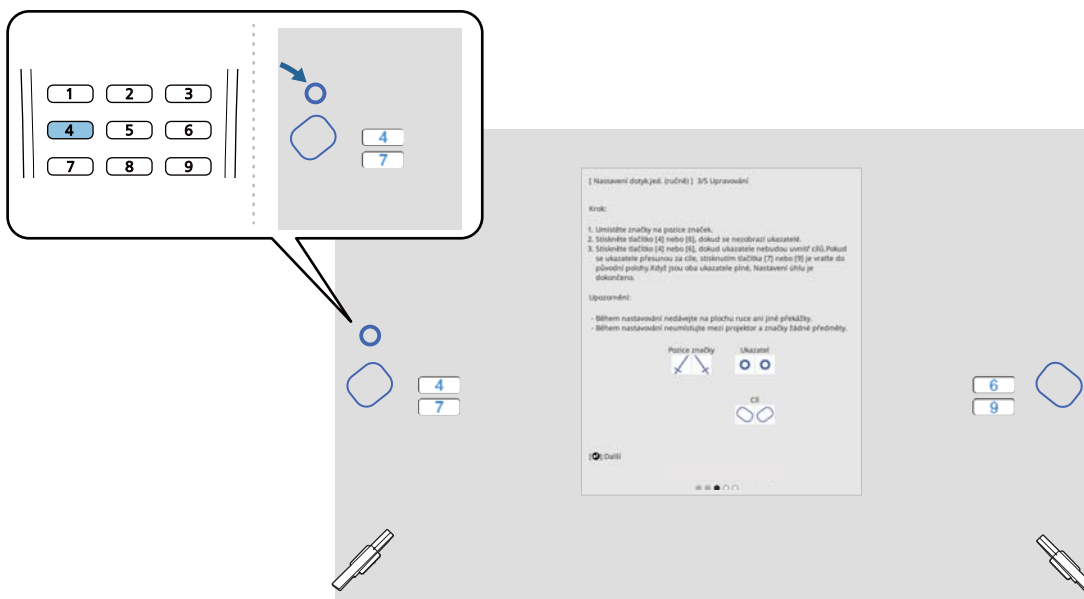 1 2 3
4 5 6
7 8 9
4
7
[ Nastavení dotyk.jed. (ručně) ] 3/5 Upravování
Krok:
1. Umístěte značky na pozice značek.
2. Stiskněte tlačítko [4] nebo [6], dokud se nezobrazí ukazatelé.
3. Stiskněte tlačítko [4] nebo [6], dokud ukazatele nebudou uvnitř cílů.Pokud
se ukazatele přesunou za cíle, stisknutím tlačítka [7] nebo [9] je vraťte do
původní polohy.Když jsou oba ukazatele plné, Nastavení úhlu je
dokončeno.
Upozornění:
- Během nastavování nedávejte na plochu ruce ani jiné překážky.
- Během nastavování neumísťujte mezi projektor a značky žádné předměty.
Pozice značky Ukazatel
Cíl
4
7
6
9
[ ]:Další